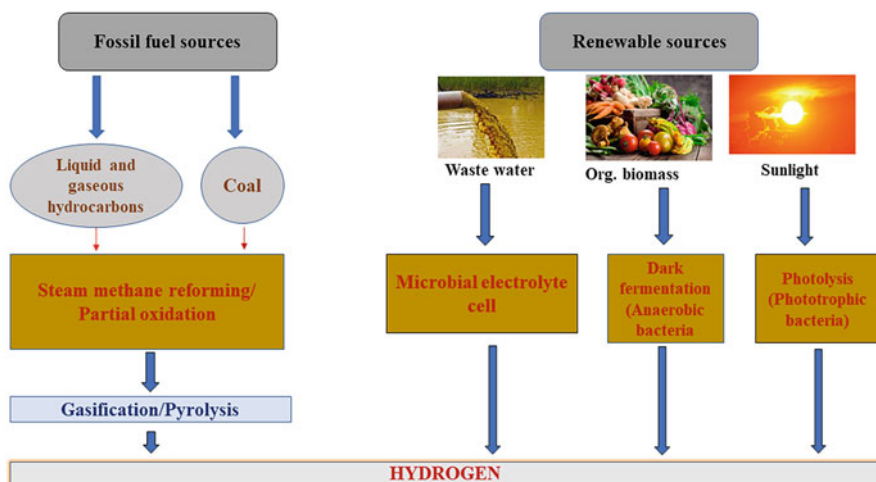 Fossil fuel sources
Renewable sources
Liquid and
gaseous
hydrocarbons
Coal
Waste water
Org. biomass
Sunlight
Steam methane reforming/
Partial oxidation
Microbial electrolyte
cell
Dark
fermentation
(Anaerobic
bacteria
Photolysis
(Phototrophic
bacteria)
Gasification/Pyrolysis
HYDROGEN